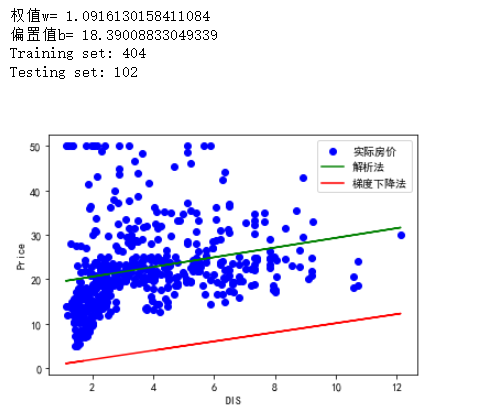 权值w= 1.0916130158411084
偏置值b= 18.39008833049339
Training set: 404
Testing set: 102
实际房价
解析法
梯度下降法
50
40
30
20
10
0
Price
2 4 6 8 10 12
DIS